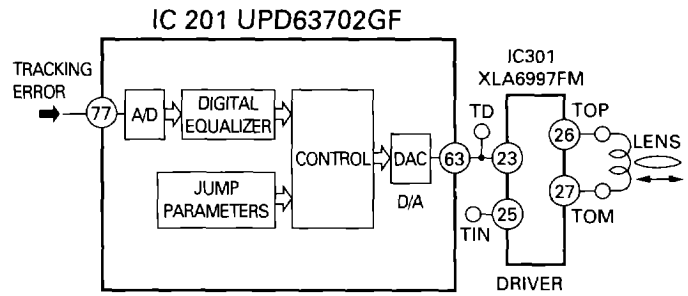 IC 201 UPD63702GF
TRACKING
ERROR
77
A/D
DIGITAL
EQUALIZER
JUMP
PARAMETERS
CONTROL
DAC
D/A
63
TD
TIN
IC301
XLA6997FM
23
25
26
27
TOP
TOM
LENS
DRIVER